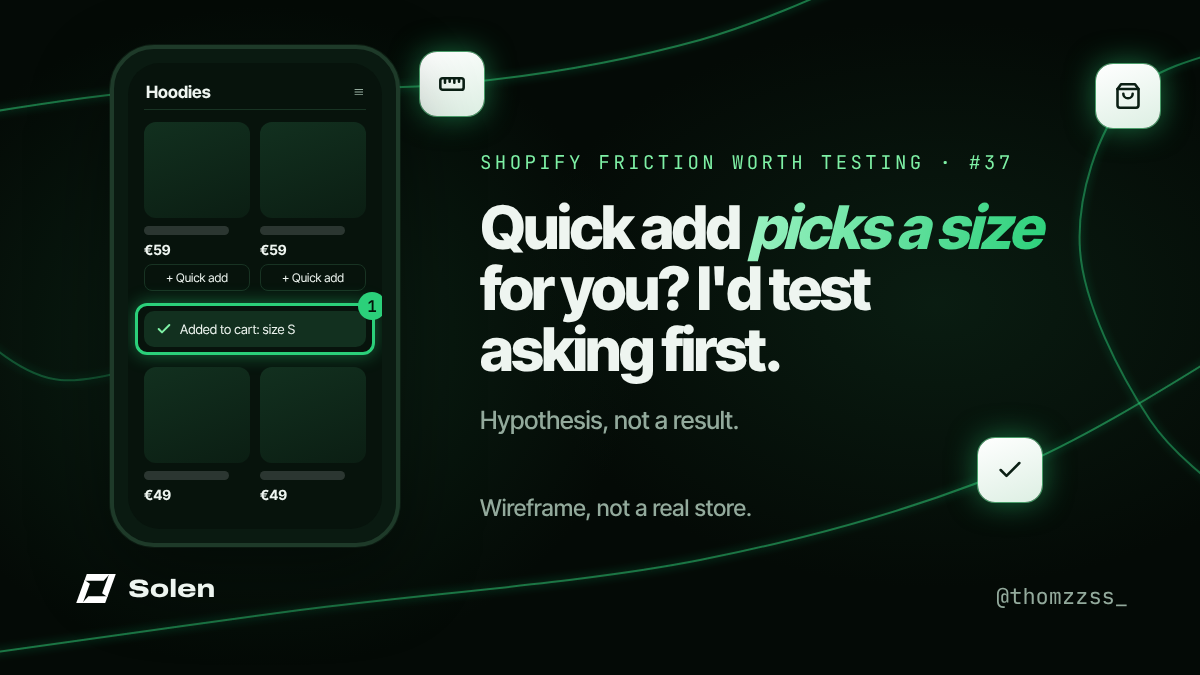 Hoodies
€59 €59
+ Quick add + Quick add
1
Added to cart: size S
€49 €49
SHOPIFY FRICTION WORTH TESTING · #37
Quick add picks a size
for you? I'd test
asking first.
Hypothesis, not a result.
Wireframe, not a real store.
Solen
@thomzzss_